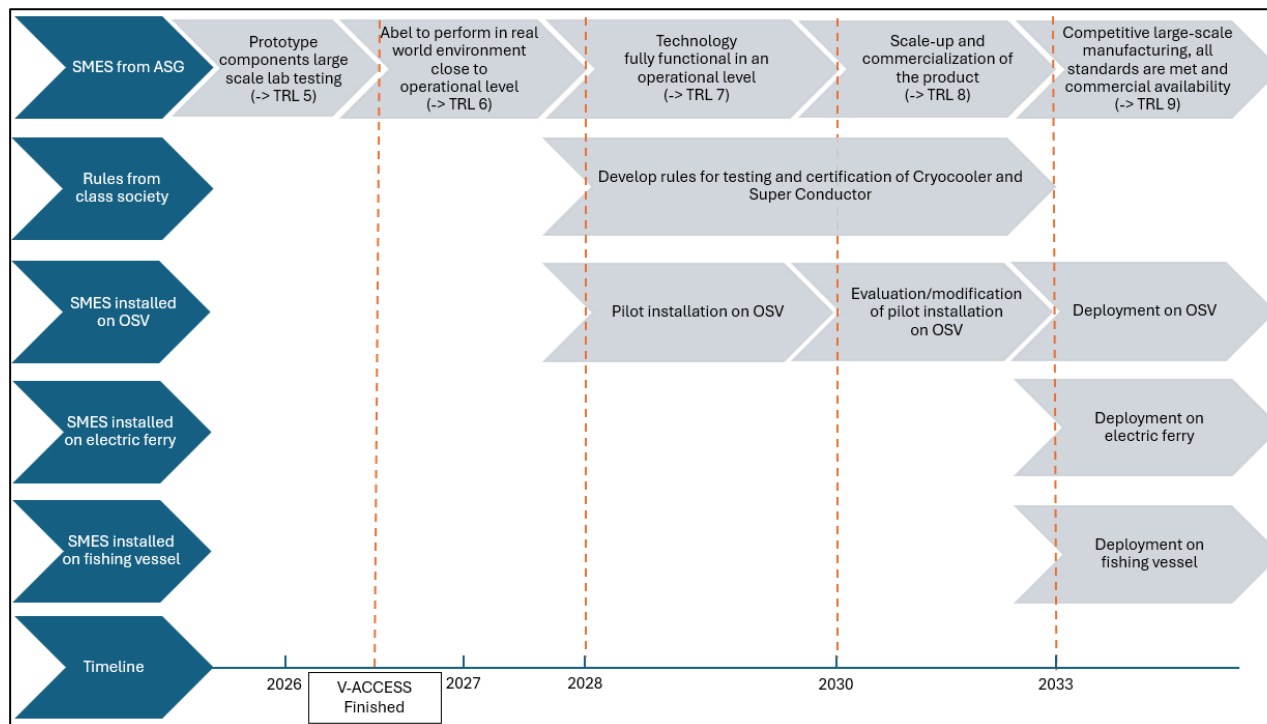 SMES from ASG
Prototype
components large
scale lab testing
(-> TRL 5)
Abel to perform in real
world environment
close to
operational level
(-> TRL 6)
Technology
fully functional in an
operational level
(-> TRL 7)
Scale-up and
commercialization of
the product
(-> TRL 8)
Competitive large-scale
manufacturing, all
standards are met and
commercial availability
(-> TRL 9)
Rules from
class society
Develop rules for testing and certification of Cryocooler and
Super Conductor
SMES installed
on OSV
Pilot installation on OSV
Evaluation/modification
of pilot installation
on OSV
Deployment on OSV
SMES installed
on electric ferry
Deployment on
electric ferry
SMES installed
on fishing vessel
Deployment on
fishing vessel
Timeline
2026
V-ACCESS
Finished
2027
2028
2030
2033